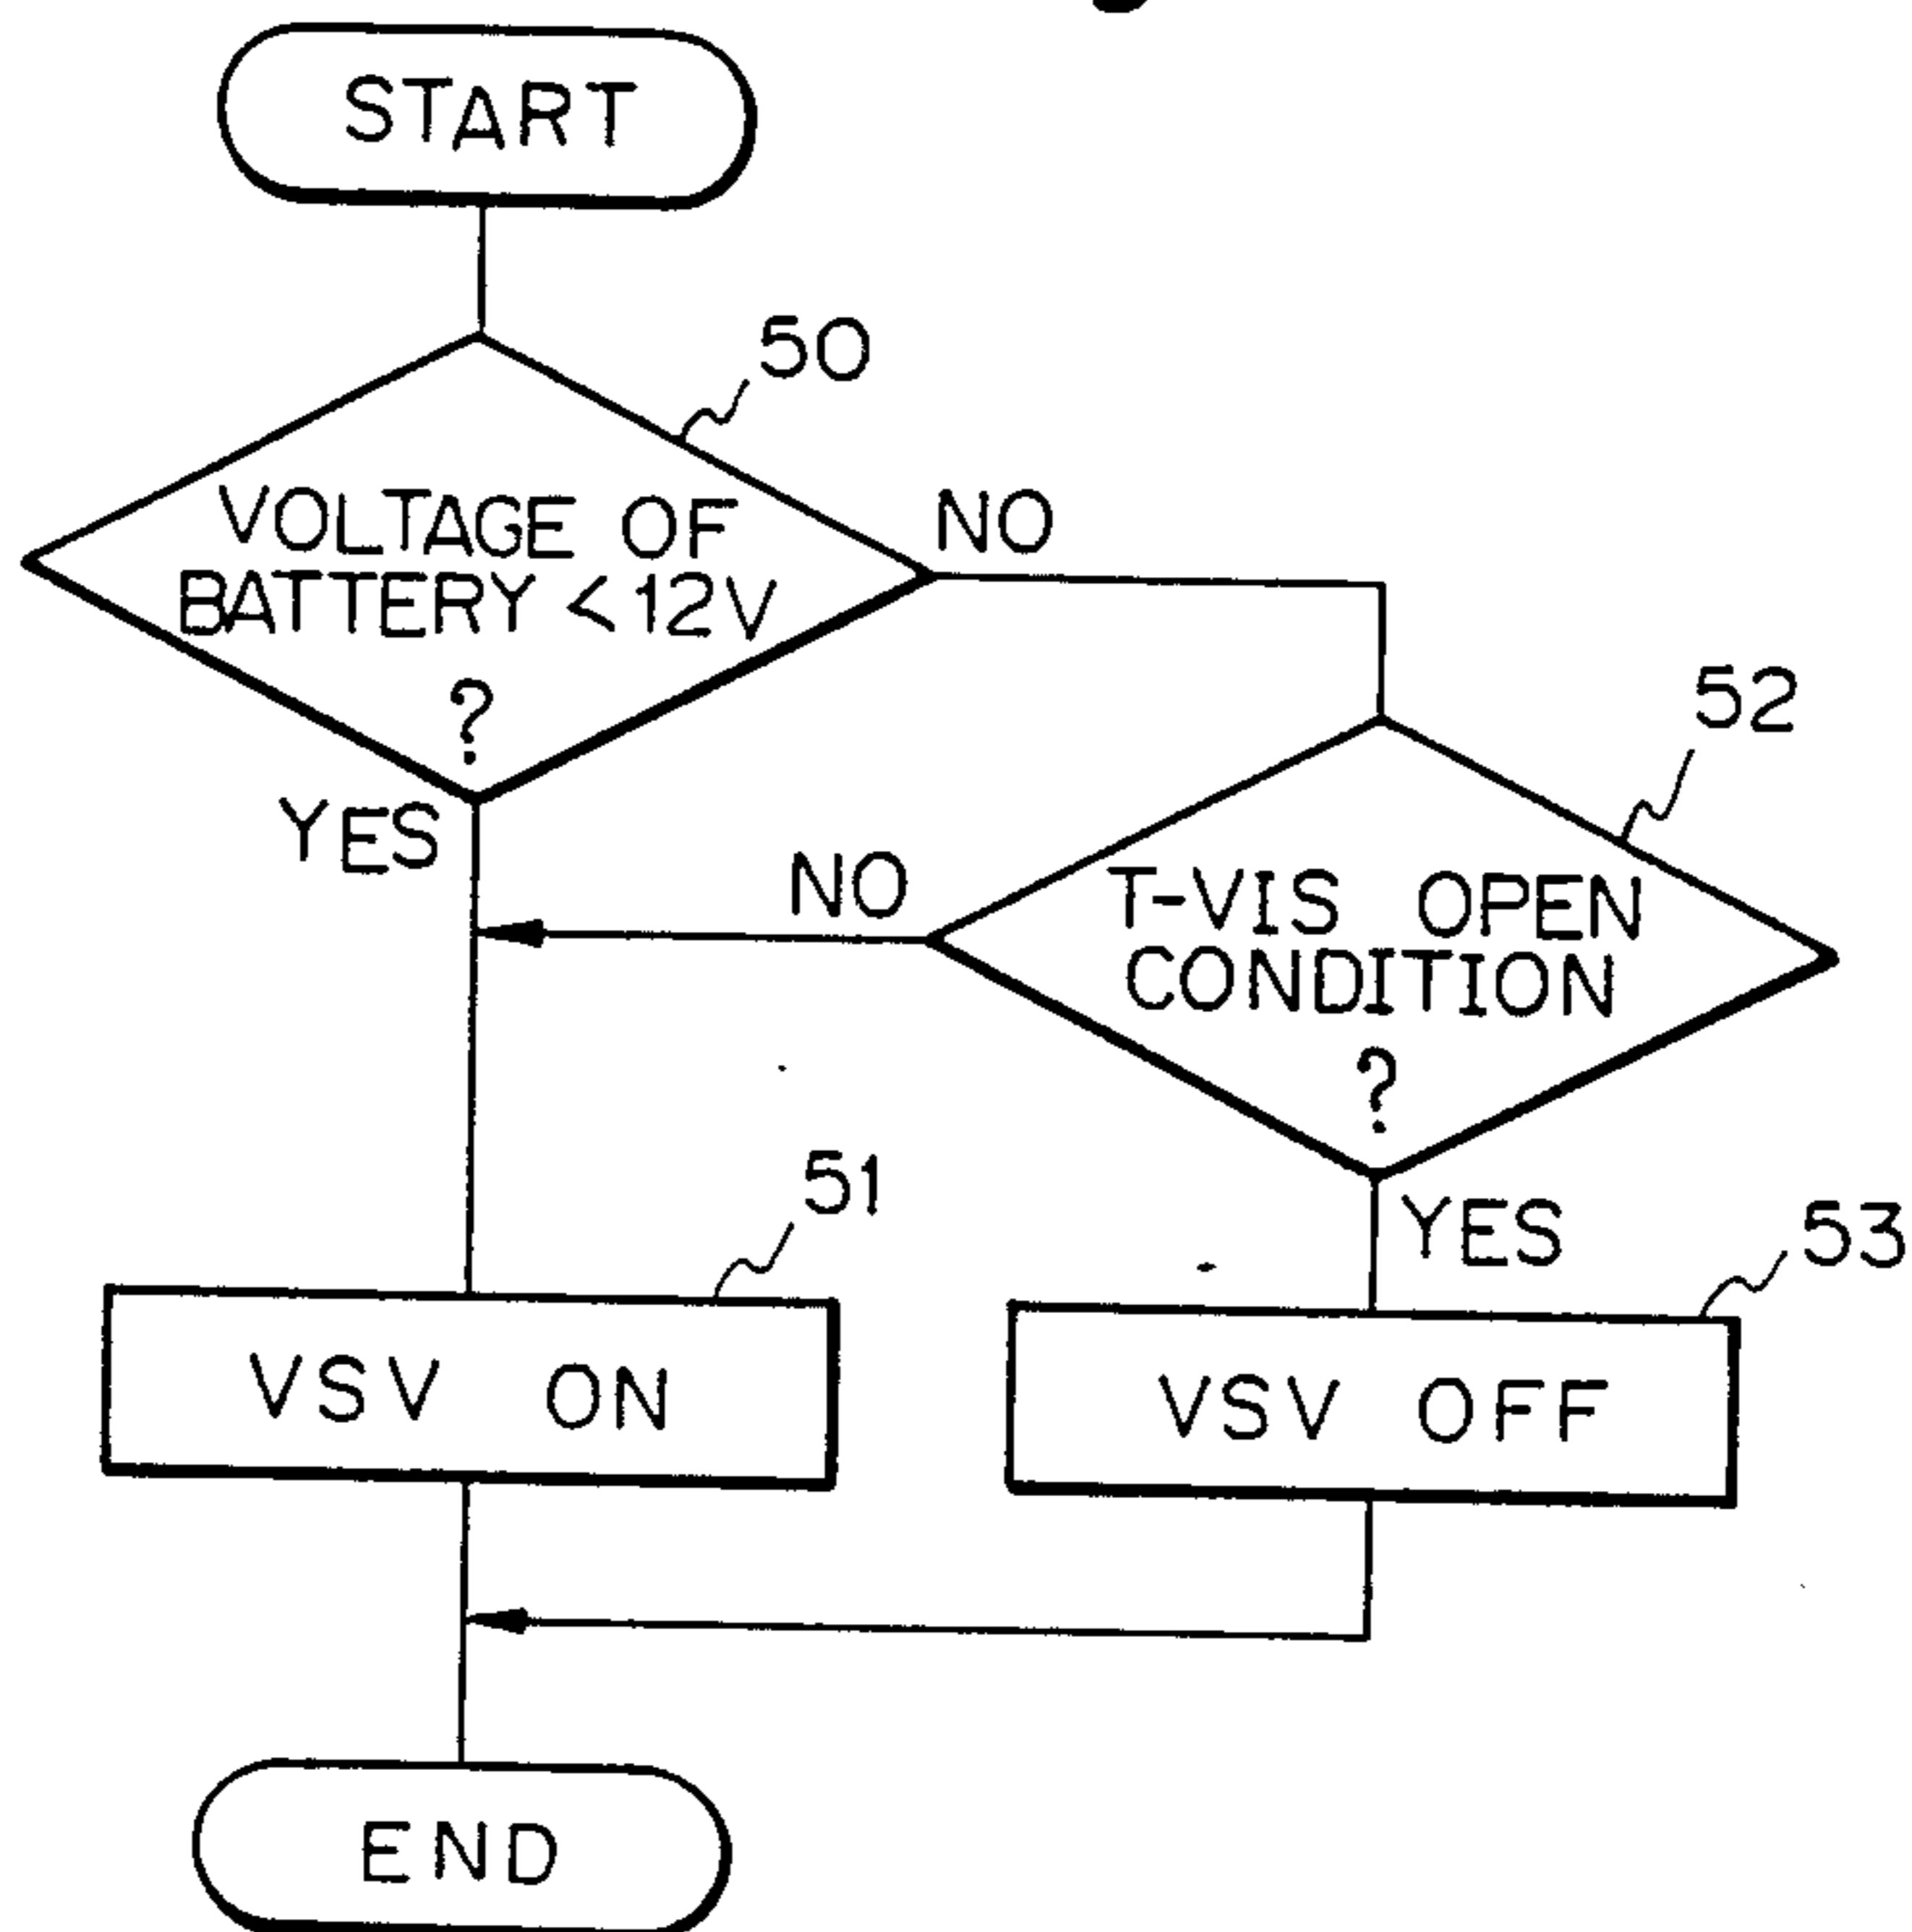 START
50
VOLTAGE OF
BATTERY < 12V
?
NO
YES
52
T-VIS OPEN
CONDITION
?
NO
YES
51
VSV ON
53
VSV OFF
END